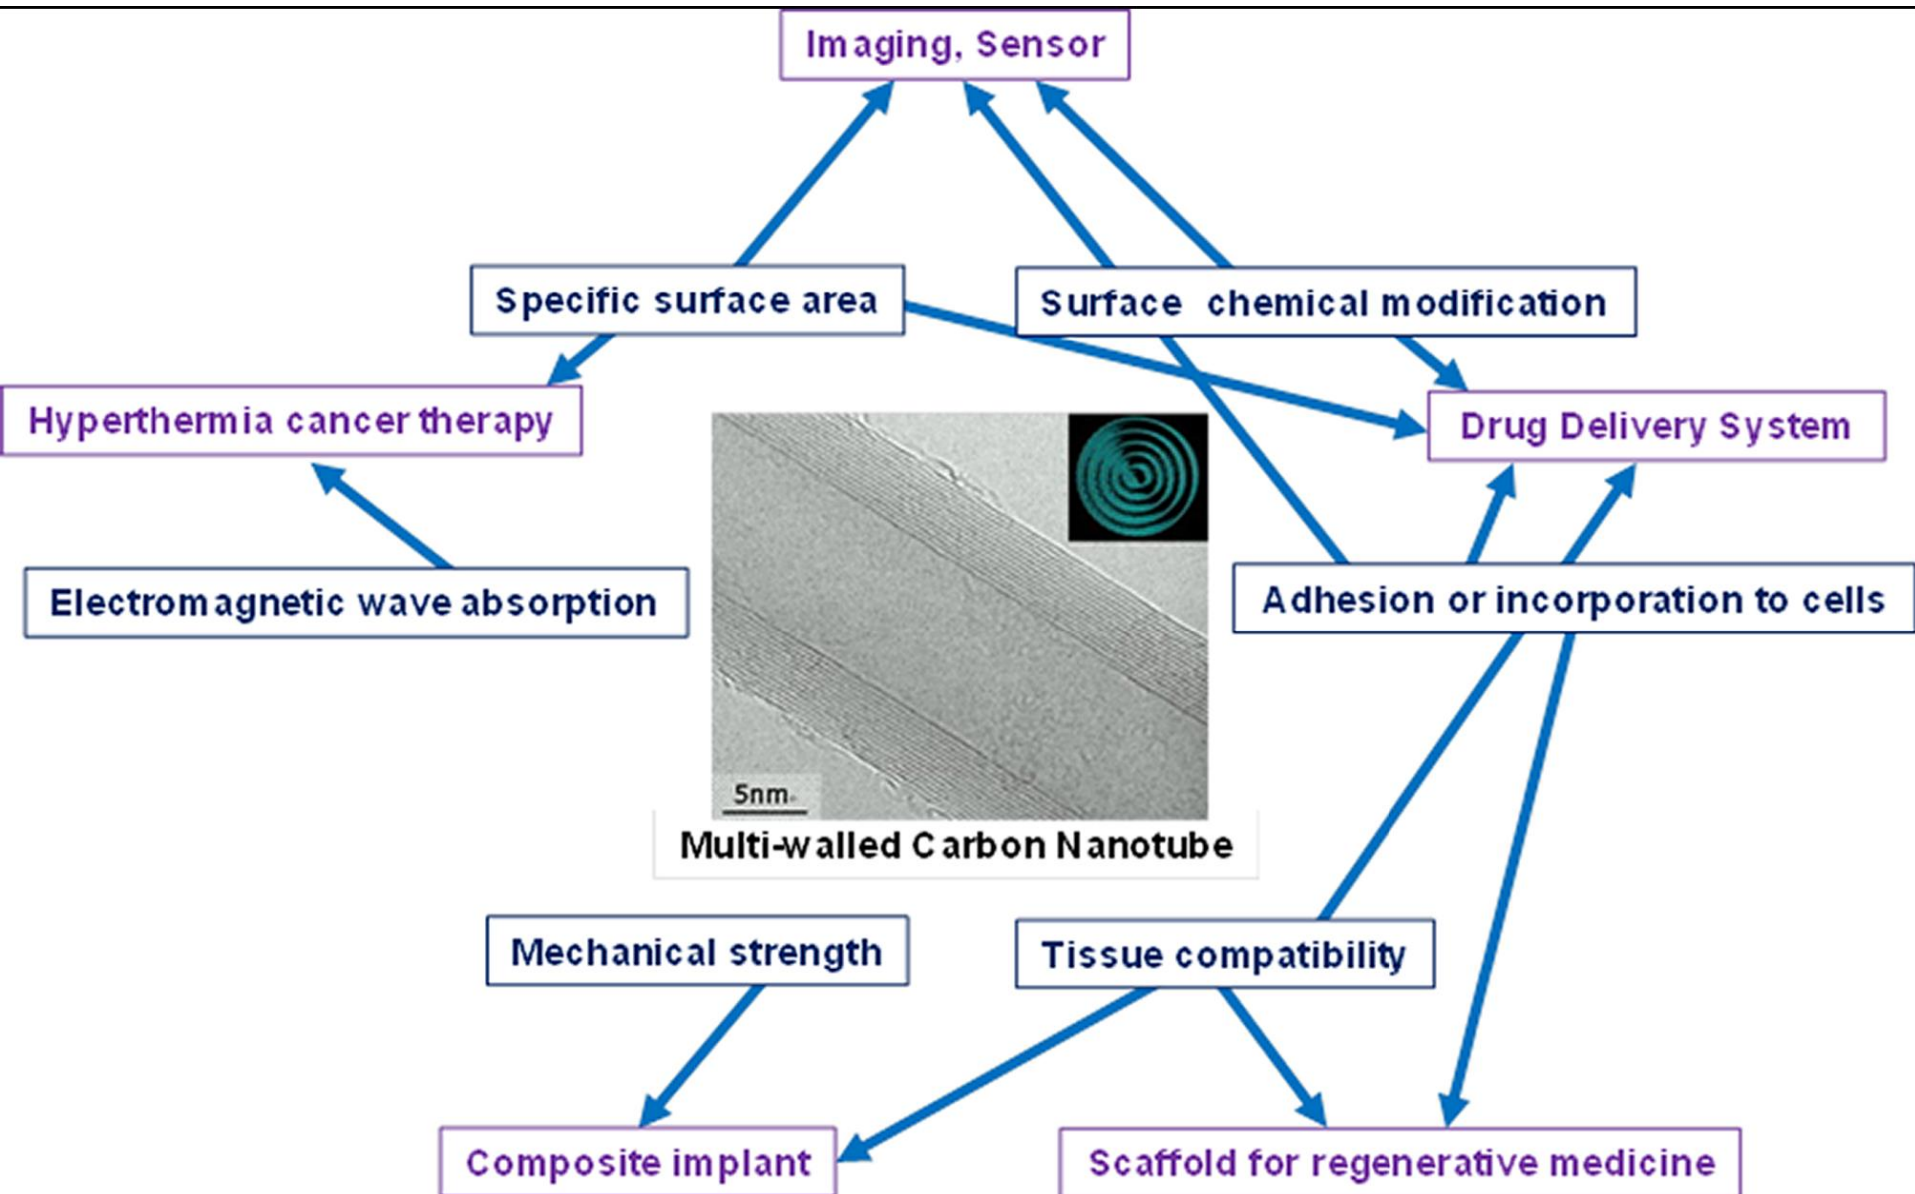 Imaging, Sensor
Specific surface area
Surface chemical modification
Hyperthermia cancer therapy
Drug Delivery System
Electromagnetic wave absorption
Adhesion or incorporation to cells
5nm
Multi-walled Carbon Nanotube
Mechanical strength
Tissue compatibility
Composite implant
Scaffold for regenerative medicine